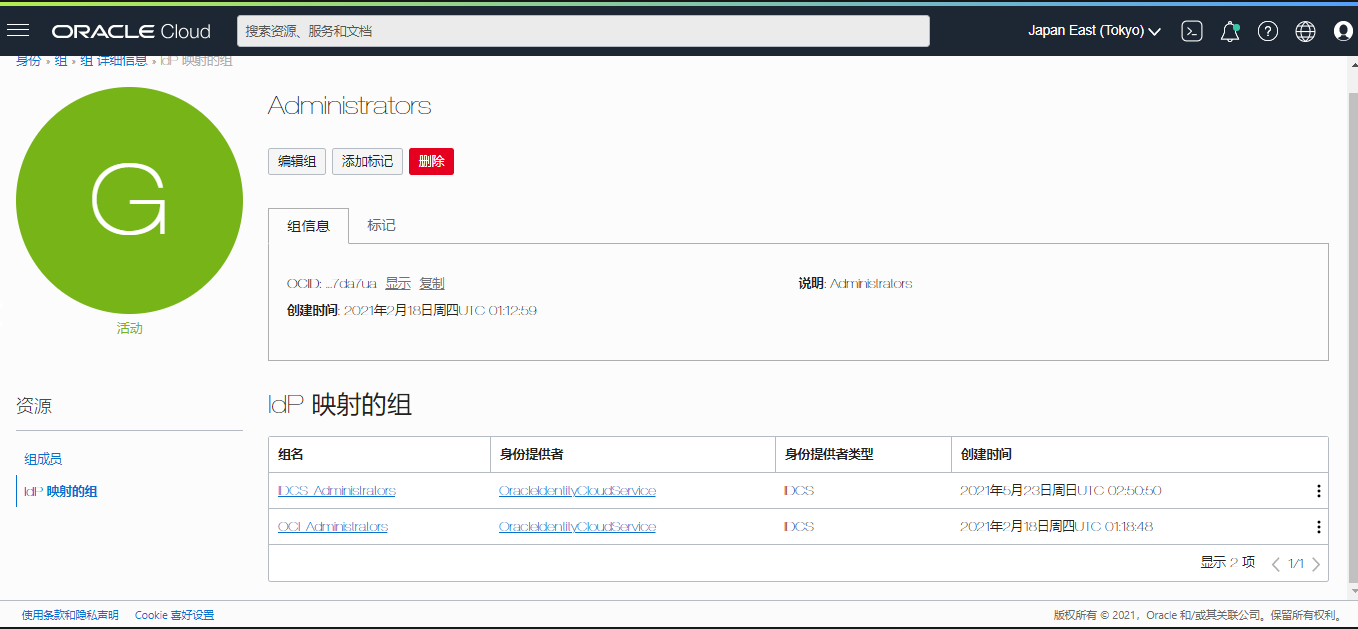 ORACLE Cloud 搜索资源、服务和文档 Japan East (Tokyo)
身份 » 组 » 组 详细信息 » IdP 映射的组
G
活动
Administrators
编辑组 添加标记 删除
组信息 标记
OCID: ...7da7ua 显示 复制 说明: Administrators
创建时间: 2021年2月18日周四UTC 01:12:59
资源
组成员
IdP 映射的组
IdP 映射的组
组名 身份提供者 身份提供者类型 创建时间
IDCS_Administrators OracleIdentityCloudService IDCS 2021年5月23日周日UTC 02:50:50
OCI_Administrators OracleIdentityCloudService IDCS 2021年2月18日周四UTC 01:18:48
显示 2 项 1/1
使用条款和隐私声明 Cookie 喜好设置 版权所有 © 2021，Oracle 和/或其关联公司。保留所有权利。